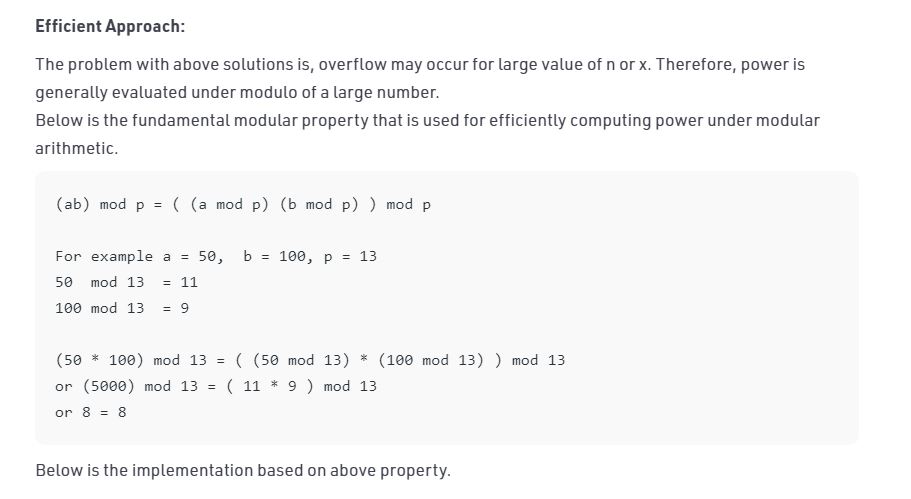 Efficient Approach:
The problem with above solutions is, overflow may occur for large value of n or x. Therefore, power is
generally evaluated under modulo of a large number.
Below is the fundamental modular property that is used for efficiently computing power under modular
arithmetic.
(ab) mod p = ( (a mod p) (b mod p) ) mod p
For example a = 50,  b = 100, p = 13
50  mod 13  = 11
100 mod 13  = 9
(50 * 100) mod 13 = ( (50 mod 13) * (100 mod 13) ) mod 13
or (5000) mod 13 = ( 11 * 9 ) mod 13
or 8 = 8
Below is the implementation based on above property.